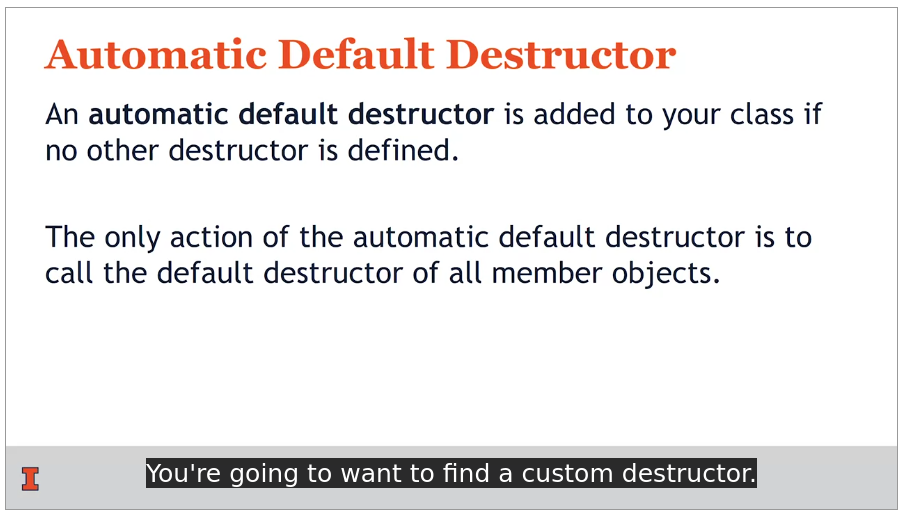 Automatic Default Destructor
An automatic default destructor is added to your class if
no other destructor is defined.
The only action of the automatic default destructor is to
call the default destructor of all member objects.
You're going to want to find a custom destructor.